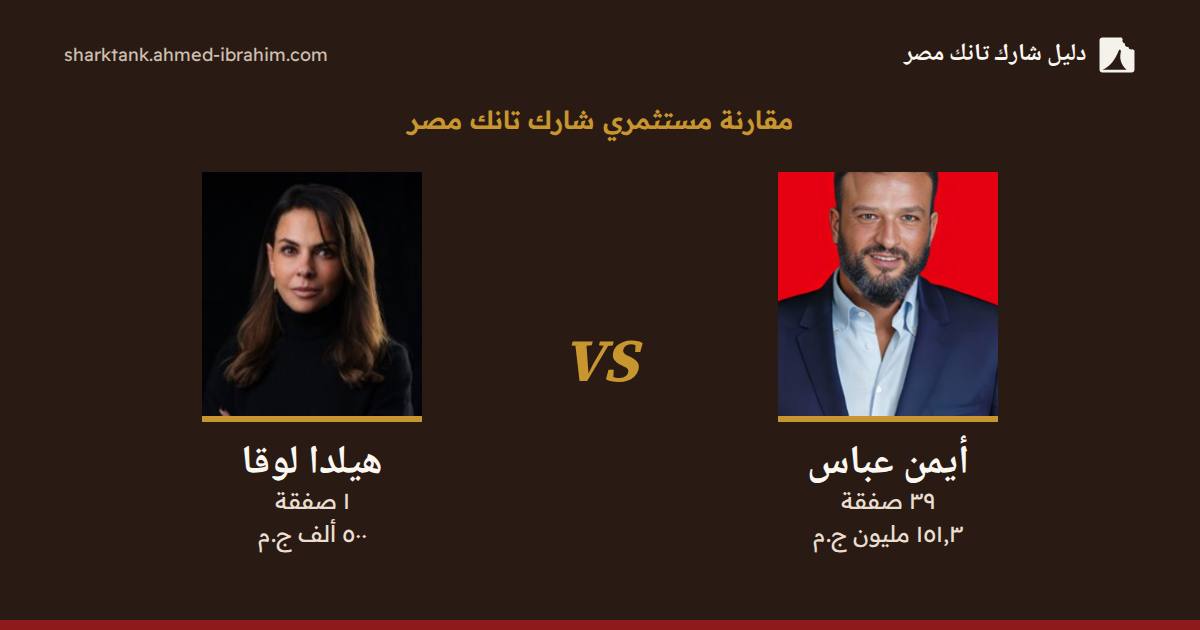 دليل شارك تانك مصر
sharktank.ahmed-ibrahim.com
مقارنة مستثمري شارك تانك مصر
أيمن عباس
٣٩ صفقة
١٥١,٣ مليون ج.م
VS
هيلدا لوقا
١ صفقة
٥٠٠ ألف ج.م